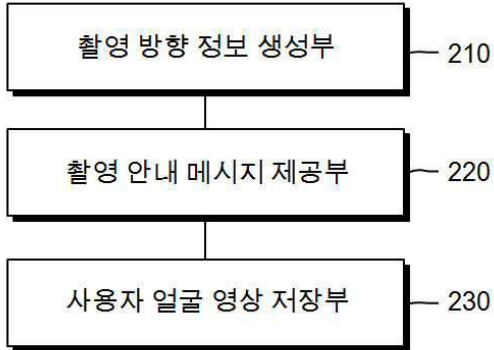 촬영 방향 정보 생성부
210
촬영 안내 메시지 제공부
220
사용자 얼굴 영상 저장부
230